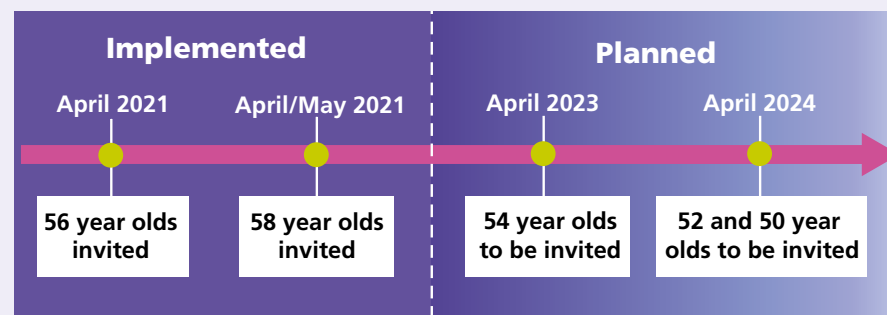 Implemented
Planned
April 2021
April/May 2021
April 2023
April 2024
56 year olds
invited
58 year olds
invited
54 year olds
to be invited
52 and 50 year
olds to be invited